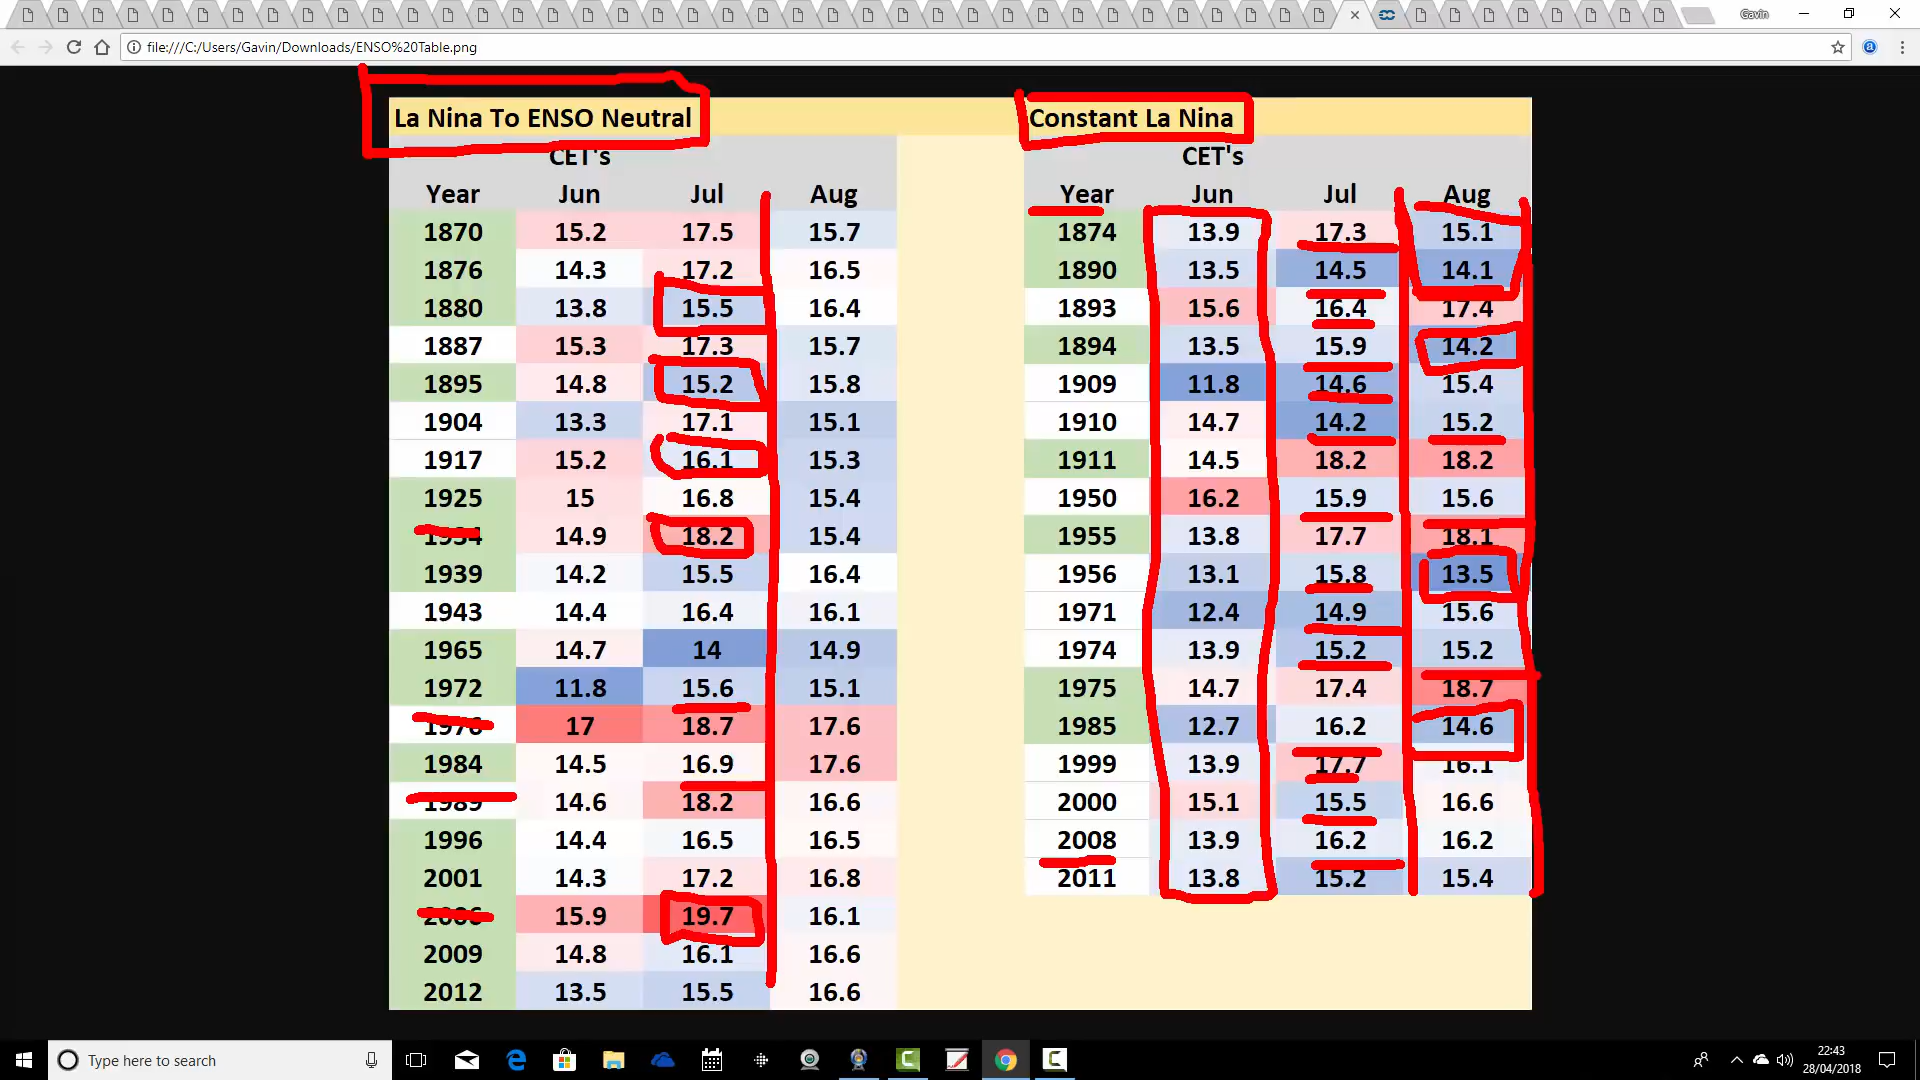 Gavin
file:///C:/Users/Gavin/Downloads/ENSO%20Table.png
La Nina To ENSO Neutral
CET's
Year Jun Jul Aug
1870 15.2 17.5 15.7
1876 14.3 17.2 16.5
1880 13.8 15.5 16.4
1887 15.3 17.3 15.7
1895 14.8 15.2 15.8
1904 13.3 17.1 15.1
1917 15.2 16.1 15.3
1925 15 16.8 15.4
1934 14.9 18.2 15.4
1939 14.2 15.5 16.4
1943 14.4 16.4 16.1
1965 14.7 14 14.9
1972 11.8 15.6 15.1
1976 17 18.7 17.6
1984 14.5 16.9 17.6
1989 14.6 18.2 16.6
1996 14.4 16.5 16.5
2001 14.3 17.2 16.8
2006 15.9 19.7 16.1
2009 14.8 16.1 16.6
2012 13.5 15.5 16.6
Constant La Nina
CET's
Year Jun Jul Aug
1874 13.9 17.3 15.1
1890 13.5 14.5 14.1
1893 15.6 16.4 17.4
1894 13.5 15.9 14.2
1909 11.8 14.6 15.4
1910 14.7 14.2 15.2
1911 14.5 18.2 18.2
1950 16.2 15.9 15.6
1955 13.8 17.7 18.1
1956 13.1 15.8 13.5
1971 12.4 14.9 15.6
1974 13.9 15.2 15.2
1975 14.7 17.4 18.7
1985 12.7 16.2 14.6
1999 13.9 17.7 16.1
2000 15.1 15.5 16.6
2008 13.9 16.2 16.2
2011 13.8 15.2 15.4
Type here to search
22:43
28/04/2018